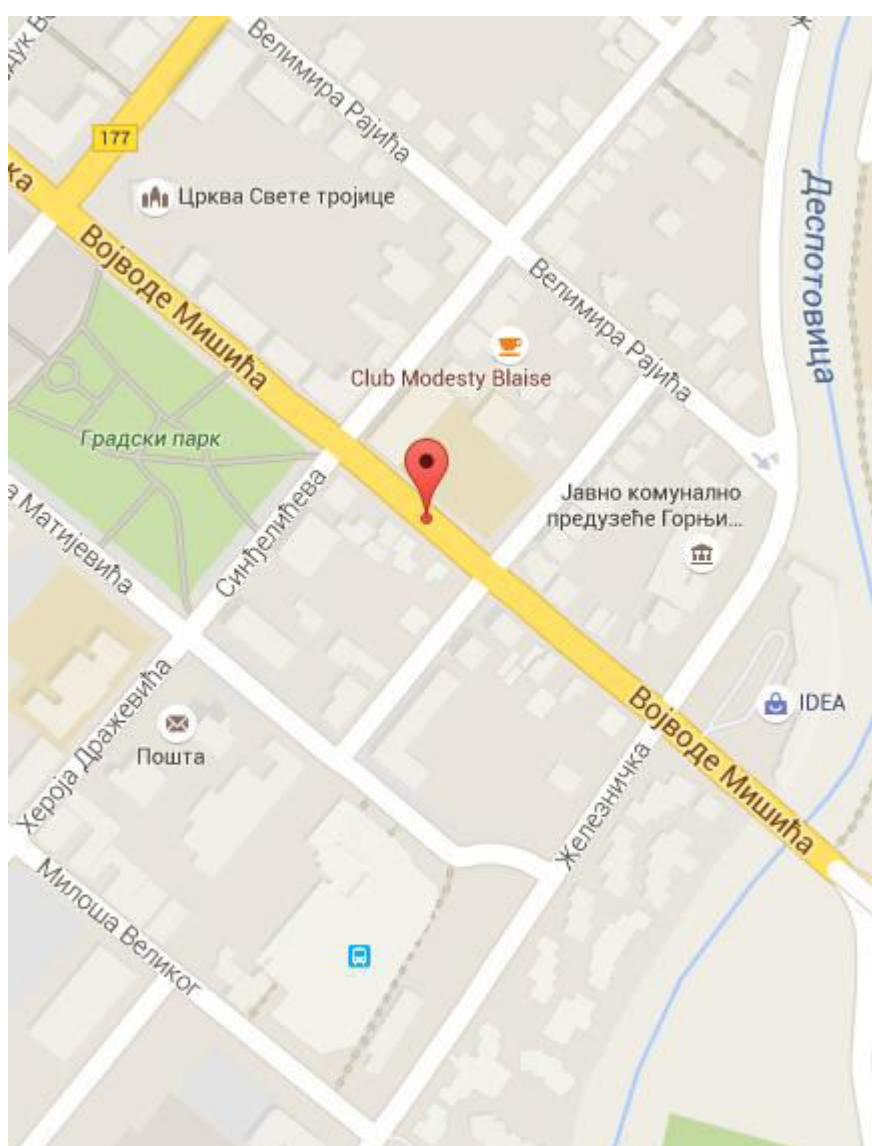 Велимира Рајића
177
ка
Црква Свете тројице
Деспотовица
Војводе Мишића
Велимира Рајића
Club Modesty Blaise
Градски парк
Синђелићева
а Матијевића
Јавно комунално
предузеће Горњи...
Војводе Мишића
IDEA
Хероја Дражевића
Пошта
Железничка
Милоша Великог